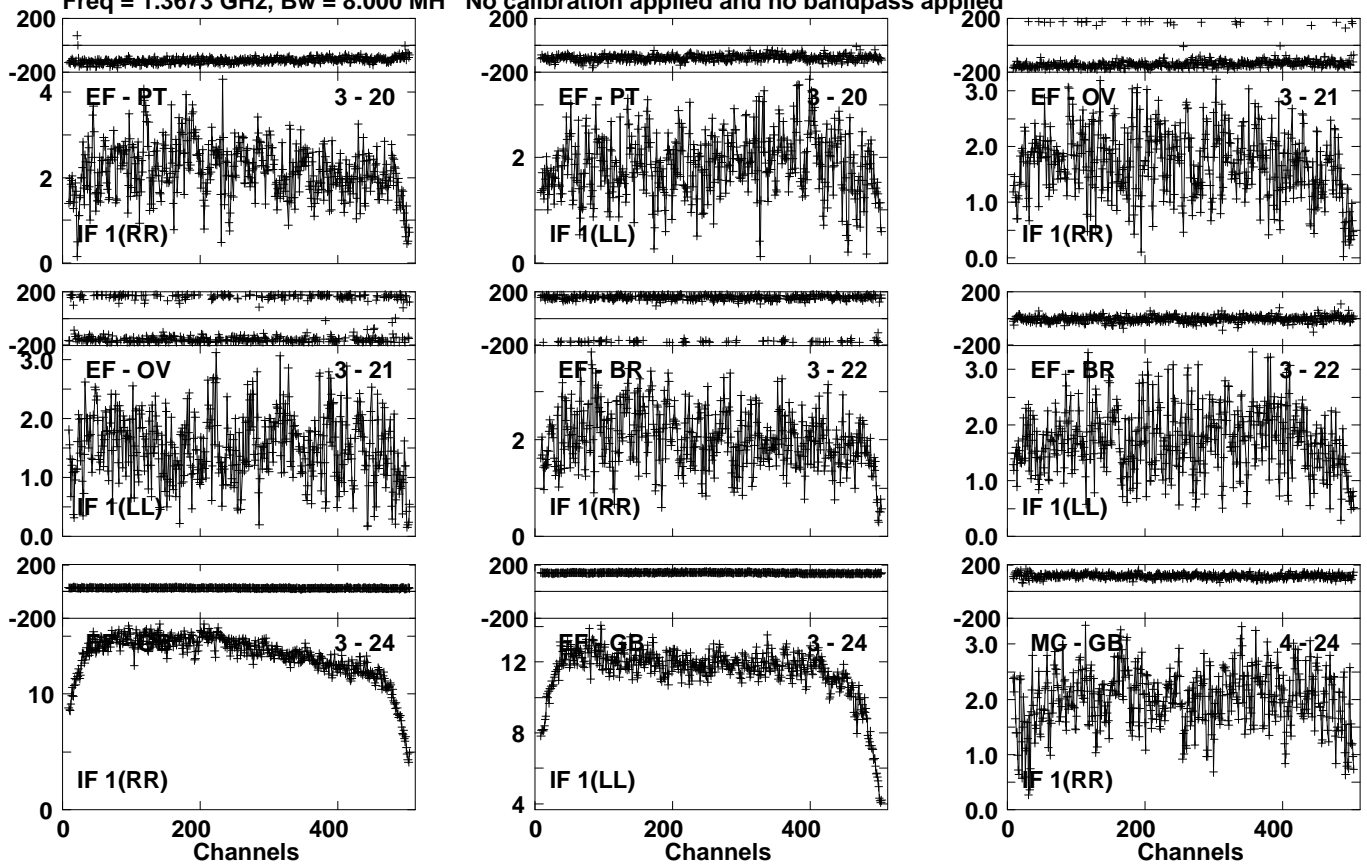 Freq = 1.3673 GHz, Bw = 8.000 MH No calibration applied and no bandpass applied
200 200 200
-200 -200 -200
4 EF - PT 3 - 20 EF - PT 3 - 20 3.0 EF - OV 3 - 21
2 2 2.0
1.0
IF 1(RR) IF 1(LL) IF 1(RR)
0 0 0.0
200 200 200
-200 -200 -200
3.0 EF - OV 3 - 21 EF - BR 3 - 22 3.0 EF - BR 3 - 22
2.0 2 2.0
1.0 1.0
IF 1(LL) IF 1(RR) IF 1(LL)
0.0 0 0.0
200 200 200
-200 -200 -200
3 - 24 EF - GB 3 - 24 3.0 MC - GB 4 - 24
12
10 2.0
8 1.0
IF 1(RR) IF 1(LL) IF 1(RR)
0 4 0.0
0 200 400 0 200 400 0 200 400
Channels Channels Channels